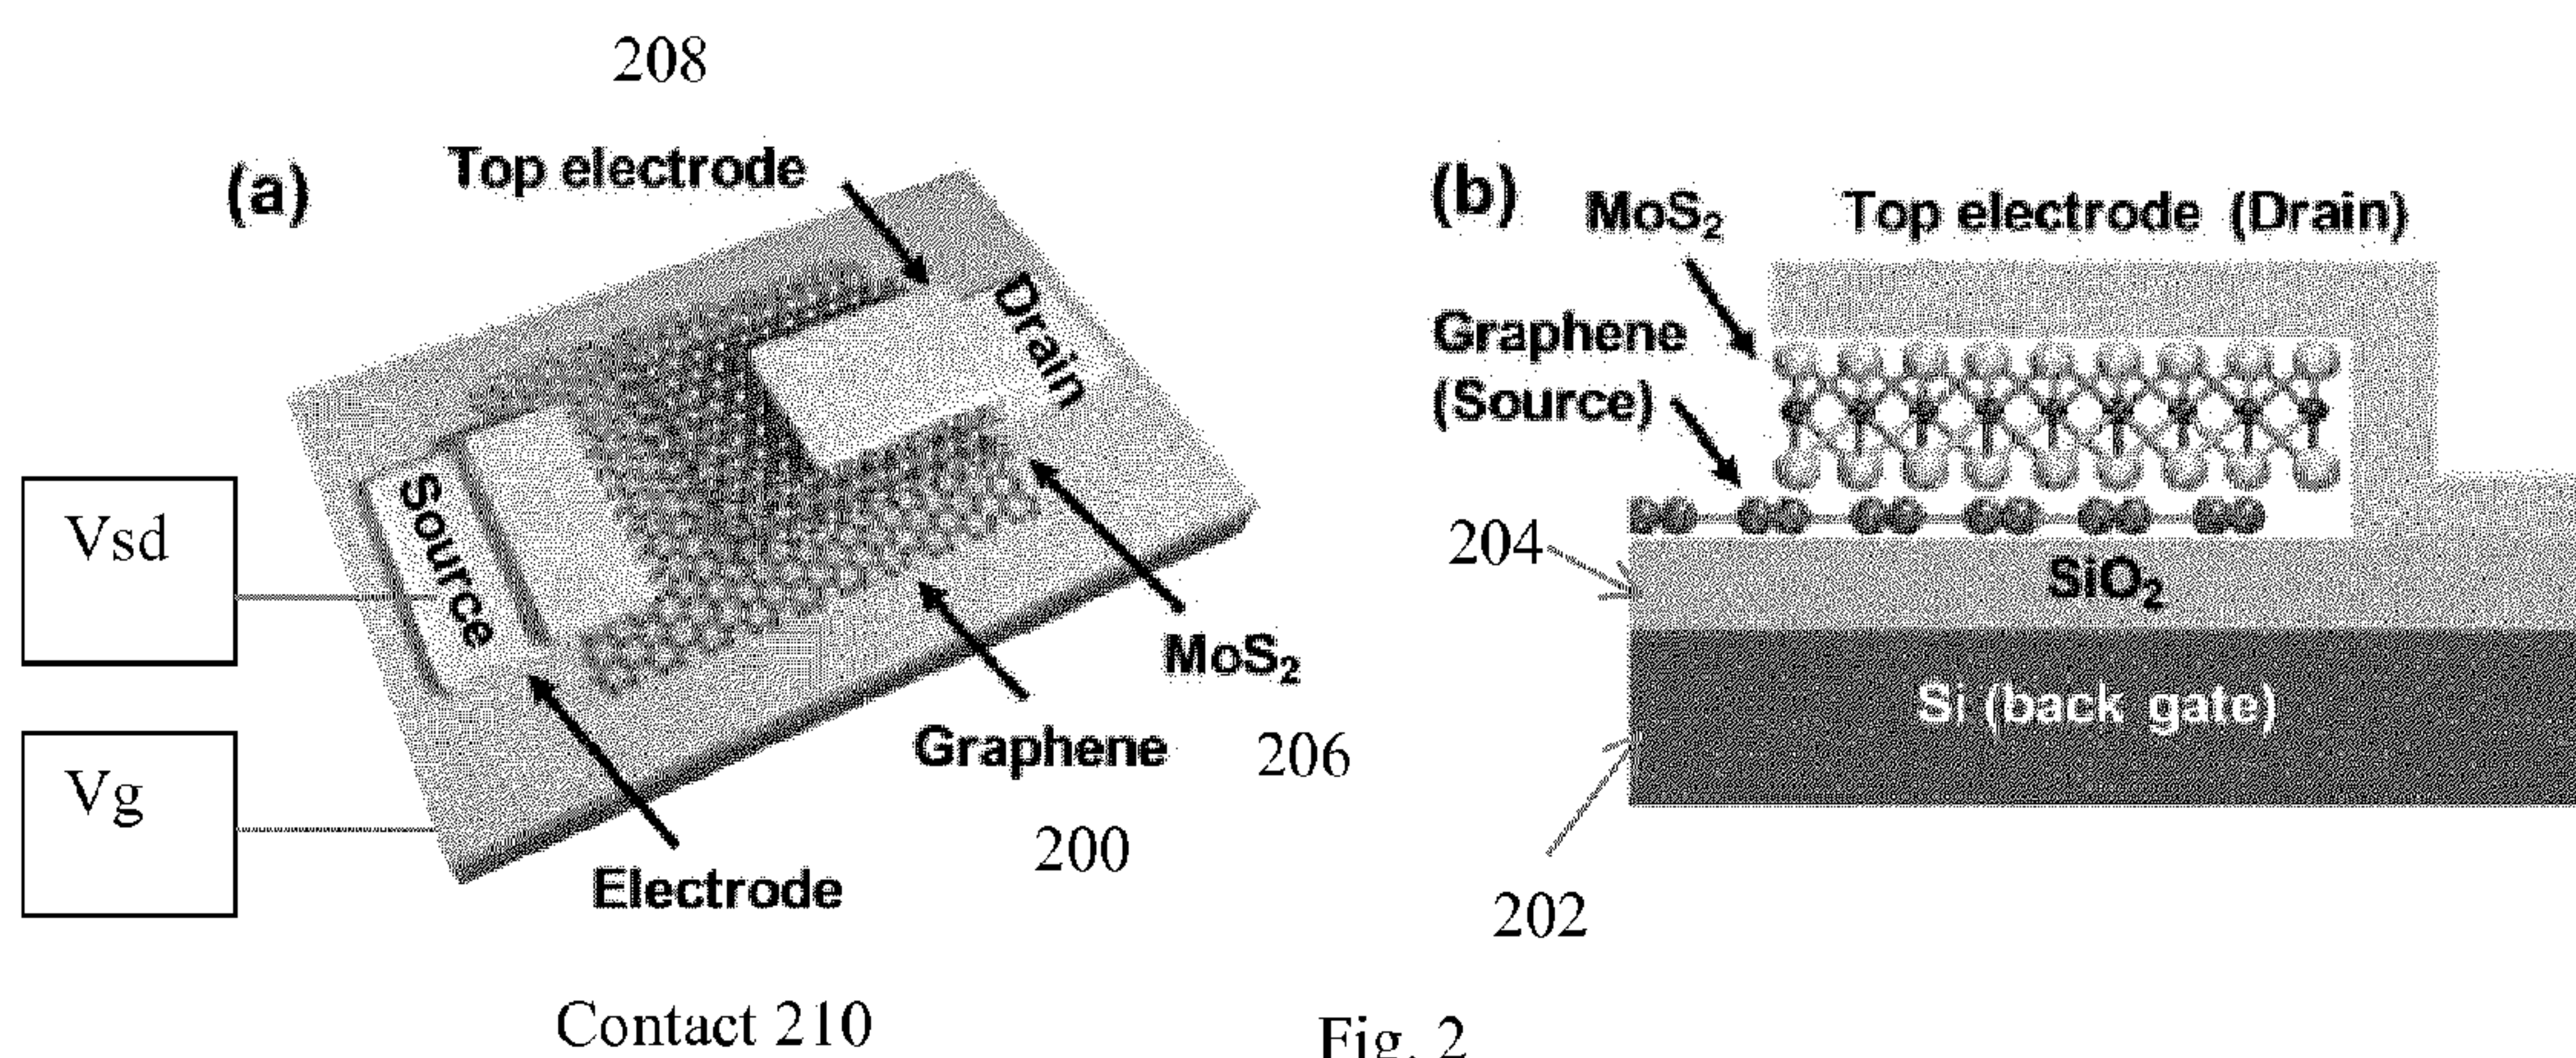 208
(a)
Top electrode
Drain
Source
Vsd
Vg
MoS₂
206
Graphene
200
Electrode
Contact 210
(b)
MoS₂
Top electrode (Drain)
Graphene
(Source)
204
SiO₂
Si (back gate)
202
Fig. 2